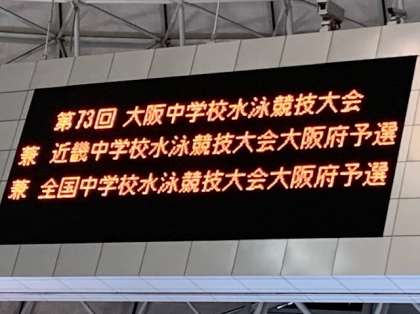 第73回 大阪中学校水泳競技大会
兼 近畿中学校水泳競技大会大阪府予選
兼 全国中学校水泳競技大会大阪府予選